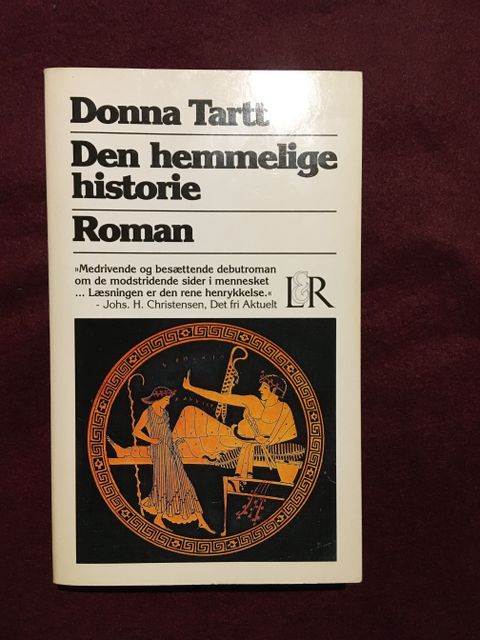 Donna Tartt
Den hemmelige
historie
Roman
»Medrivende og besættende debutroman
om de modstridende sider i mennesket
... Læsningen er den rene henrykkelse.«
- Johs. H. Christensen, Det fri Aktuelt
L&R